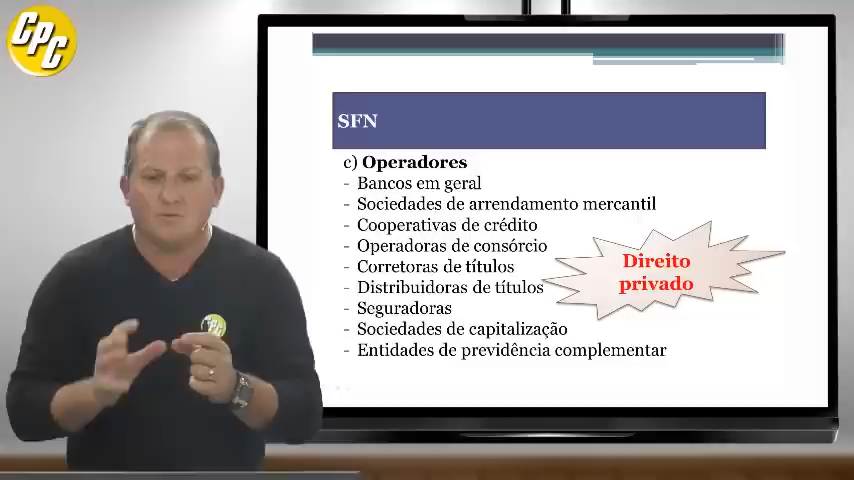 CPC
SFN
c) Operadores
- Bancos em geral
- Sociedades de arrendamento mercantil
- Cooperativas de crédito
- Operadoras de consórcio
- Corretoras de títulos
- Distribuidoras de títulos
- Seguradoras
- Sociedades de capitalização
- Entidades de previdência complementar
Direito
privado
CPC